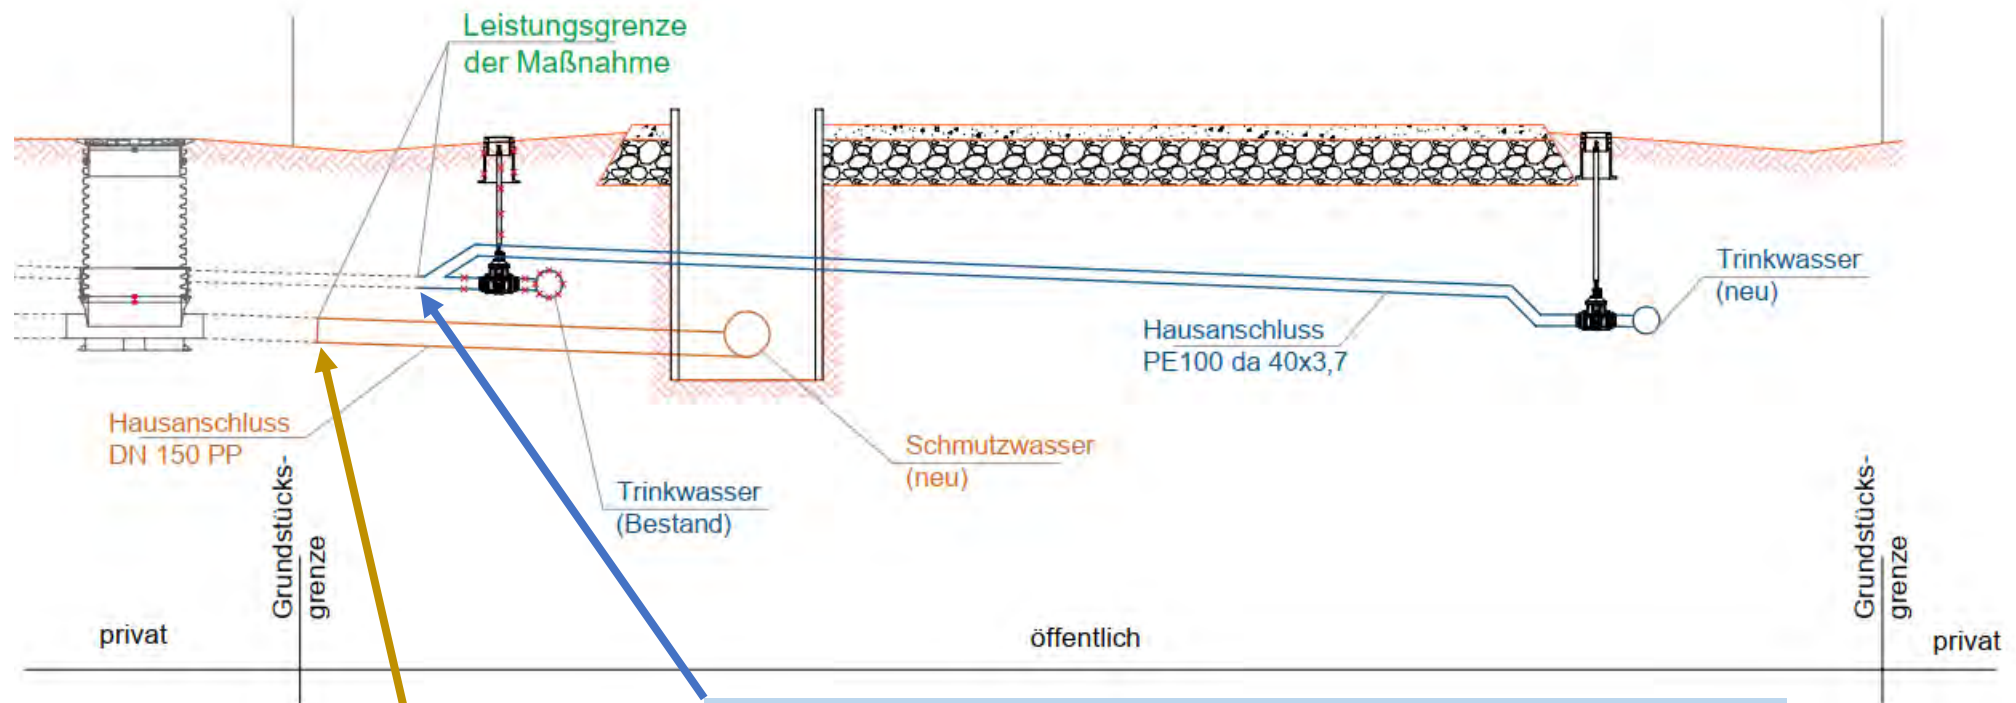 Leistungsgrenze
der Maßnahme
Trinkwasser
(neu)
Hausanschluss
PE100 da 40x3,7
Hausanschluss
DN 150 PP
Schmutzwasser
(neu)
Trinkwasser
(Bestand)
Grundstücks-
grenze
Grundstücks-
grenze
privat
öffentlich
privat